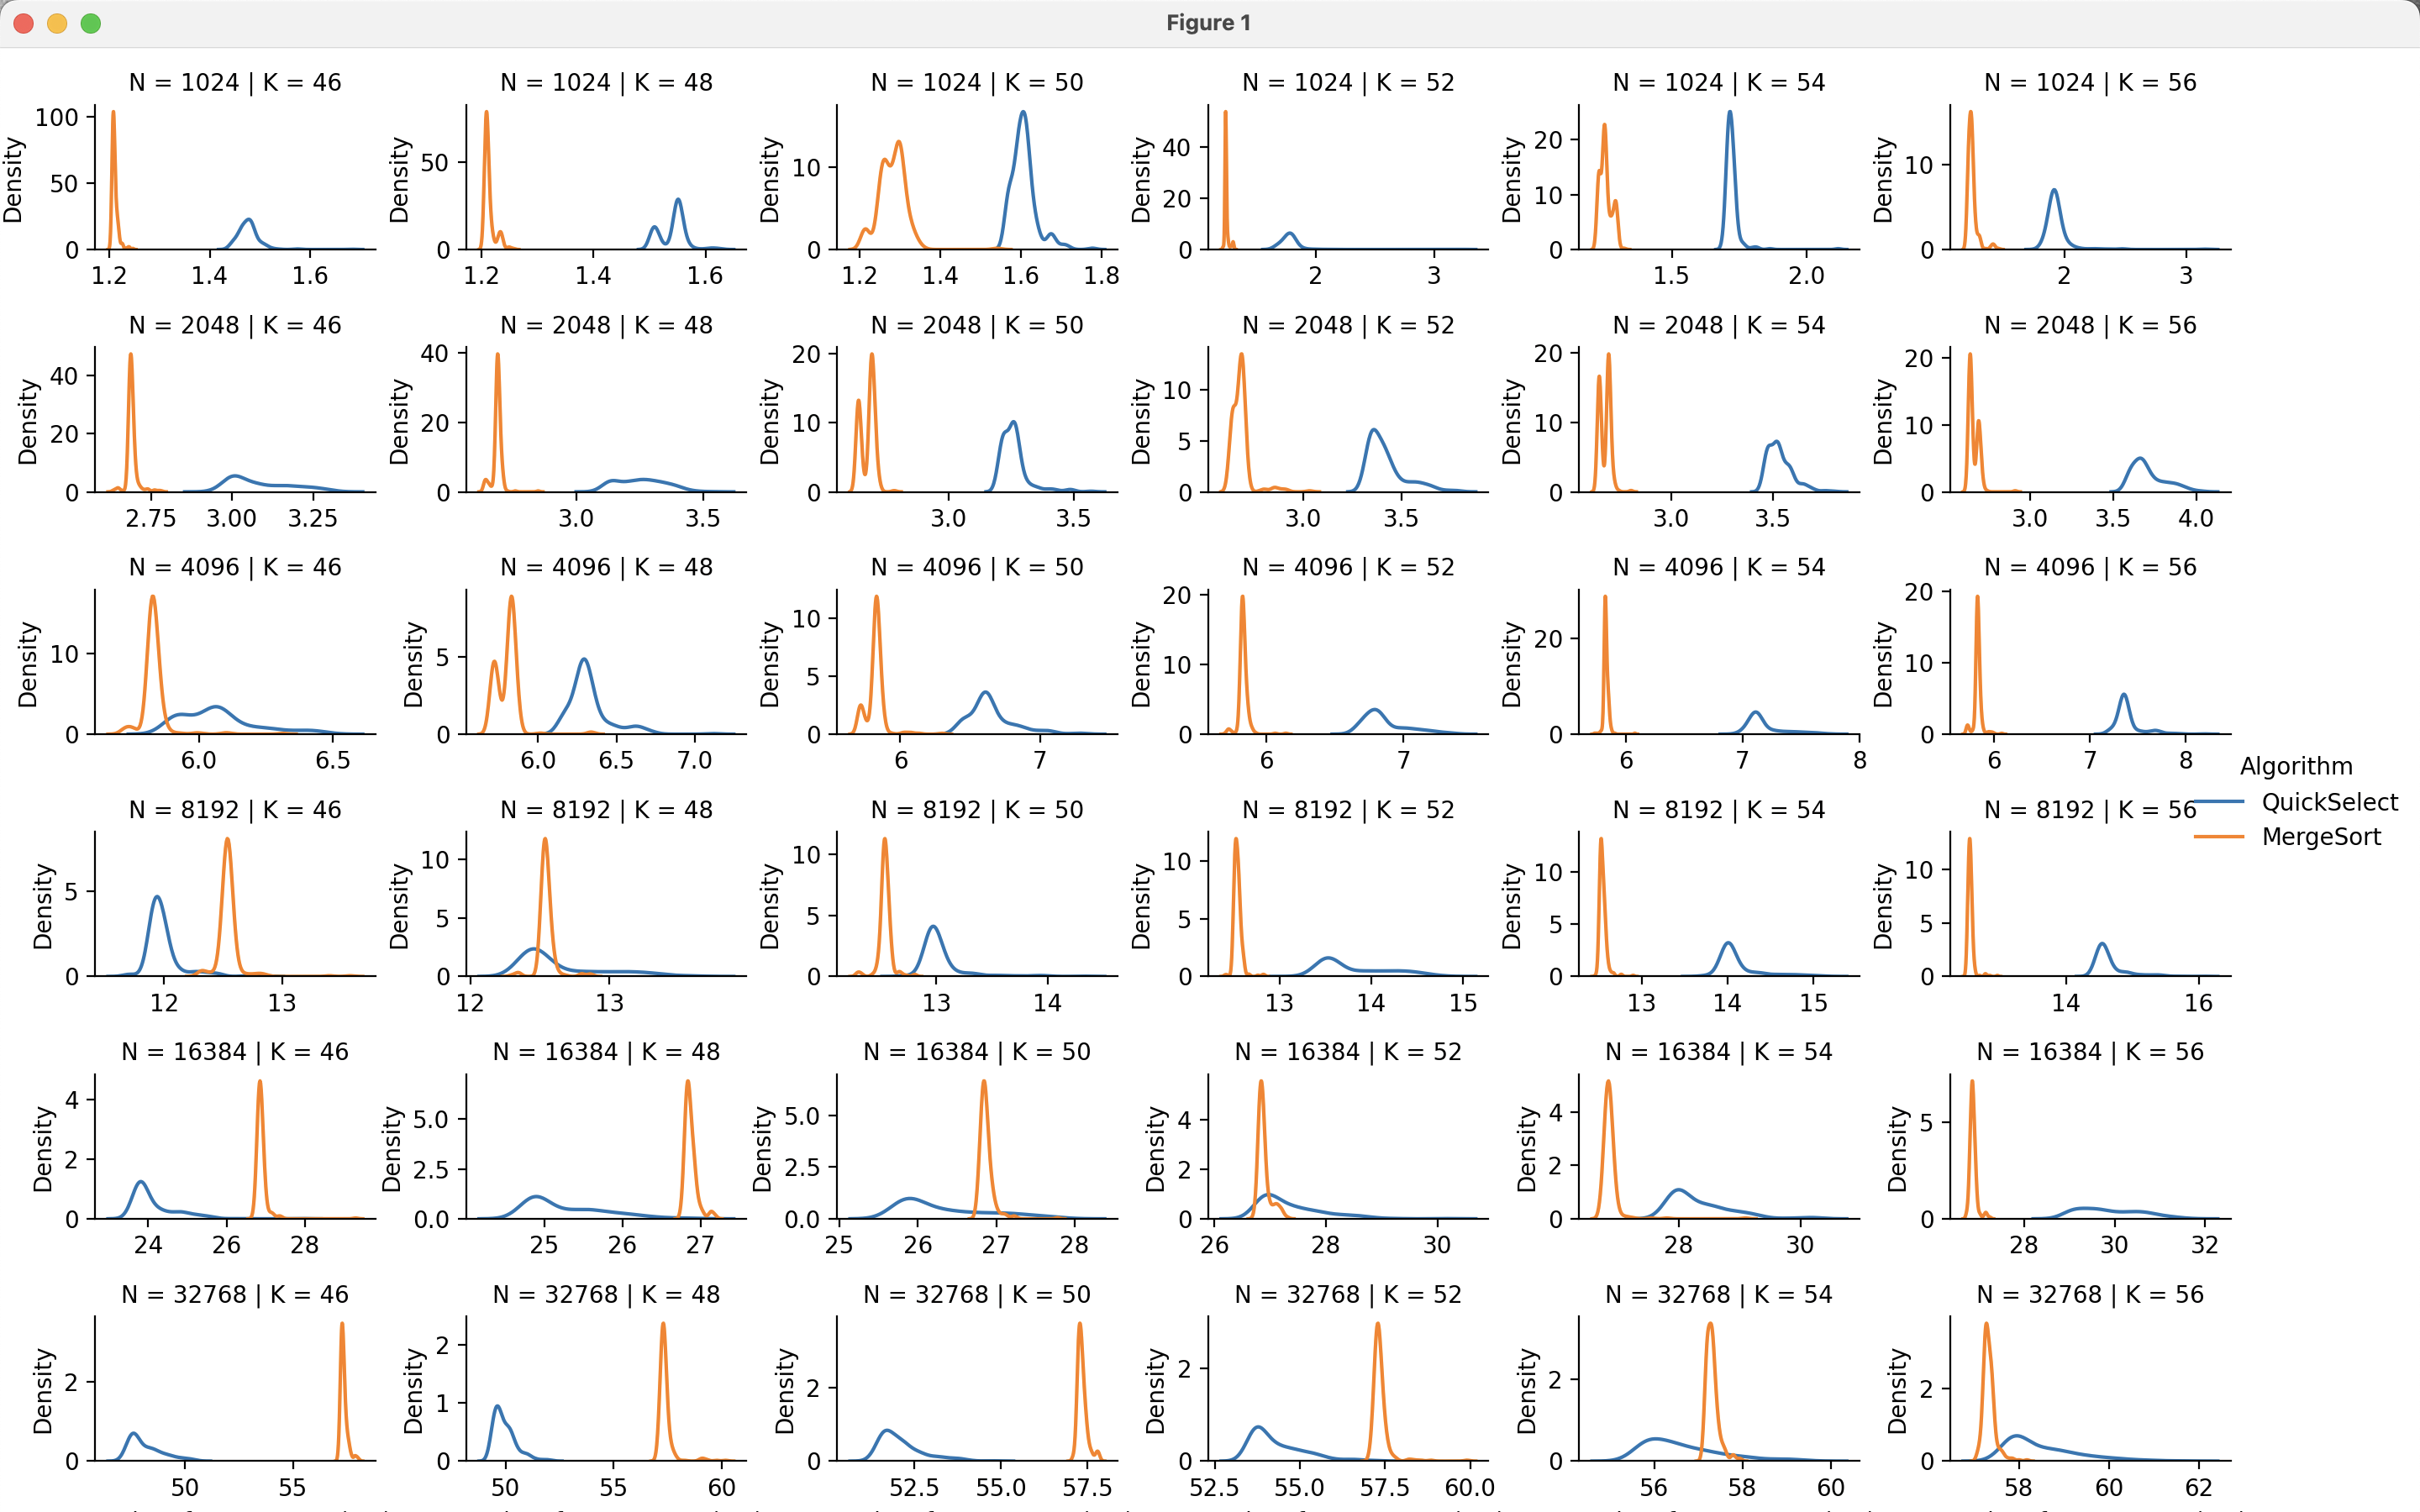 Figure 1
N = 1024 | K = 46
N = 1024 | K = 48
N = 1024 | K = 50
N = 1024 | K = 52
N = 1024 | K = 54
N = 1024 | K = 56
Density 100 50 0
Density 50 0
Density 10 0
Density 40 20 0
Density 20 10 0
Density 10 0
1.2 1.4 1.6
1.2 1.4 1.6
1.2 1.4 1.6 1.8
2 3
1.5 2.0
2 3
N = 2048 | K = 46
N = 2048 | K = 48
N = 2048 | K = 50
N = 2048 | K = 52
N = 2048 | K = 54
N = 2048 | K = 56
Density 40 20 0
Density 40 20 0
Density 20 10 0
Density 10 5 0
Density 20 10 0
Density 20 10 0
2.75 3.00 3.25
3.0 3.5
3.0 3.5
3.0 3.5
3.0 3.5
3.0 3.5 4.0
N = 4096 | K = 46
N = 4096 | K = 48
N = 4096 | K = 50
N = 4096 | K = 52
N = 4096 | K = 54
N = 4096 | K = 56
Density 10 0
Density 5 0
Density 10 5 0
Density 20 10 0
Density 20 0
Density 20 10 0
6.0 6.5
6.0 6.5 7.0
6 7
6 7
6 7 8
6 7 8
Algorithm
QuickSelect
MergeSort
N = 8192 | K = 46
N = 8192 | K = 48
N = 8192 | K = 50
N = 8192 | K = 52
N = 8192 | K = 54
N = 8192 | K = 56
Density 5 0
Density 10 5 0
Density 10 5 0
Density 10 5 0
Density 10 5 0
Density 10 5 0
12 13
12 13
13 14
13 14 15
13 14 15
14 16
N = 16384 | K = 46
N = 16384 | K = 48
N = 16384 | K = 50
N = 16384 | K = 52
N = 16384 | K = 54
N = 16384 | K = 56
Density 4 2 0
Density 5.0 2.5 0.0
Density 5.0 2.5 0.0
Density 4 2 0
Density 4 2 0
Density 5 0
24 26 28
25 26 27
25 26 27 28
26 28 30
28 30
28 30 32
N = 32768 | K = 46
N = 32768 | K = 48
N = 32768 | K = 50
N = 32768 | K = 52
N = 32768 | K = 54
N = 32768 | K = 56
Density 2 0
Density 2 1 0
Density 2 0
Density 2 0
Density 2 0
Density 2 0
50 55
50 55 60
52.5 55.0 57.5
52.5 55.0 57.5 60.0
56 58 60
58 60 62